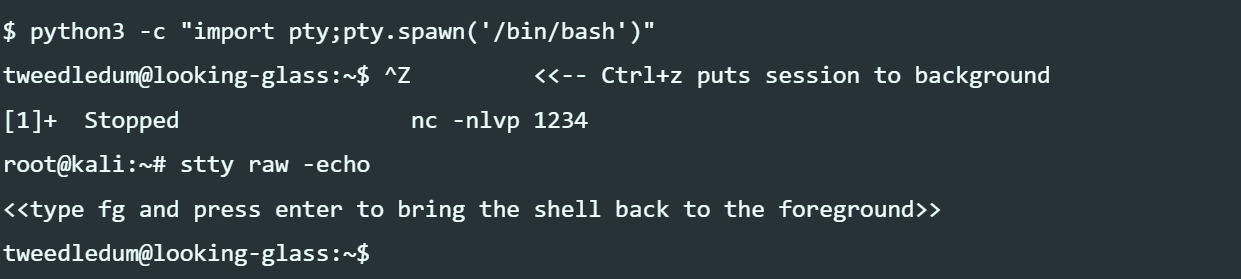 $ python3 -c "import pty;pty.spawn('/bin/bash')"
tweedledum@looking-glass:~$ ^Z         <<-- Ctrl+z puts session to background
[1]+  Stopped                 nc -nlvp 1234
root@kali:~# stty raw -echo
<<type fg and press enter to bring the shell back to the foreground>>
tweedledum@looking-glass:~$